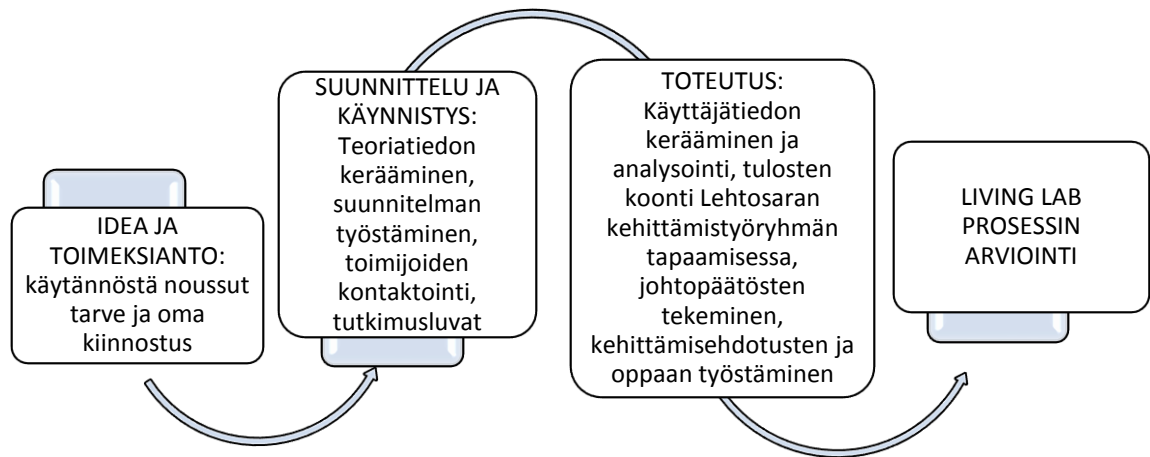 IDEA JA
TOIMEKSIANTO:
käytännöstä noussut
tarve ja oma
kiinnostus
SUUNNITTELU JA
KÄYNNISTYS:
Teoriatiedon
kerääminen,
suunnitelman
työstäminen,
toimijoiden
kontaktointi,
tutkimusluvat
TOTEUTUS:
Käyttäjätiedon
kerääminen ja
analysointi, tulosten
koonti Lehtosaran
kehittämistyöryhmän
tapaamisessa,
johtopäätösten
tekeminen,
kehittämisehdotusten ja
oppaan työstäminen
LIVING LAB
PROSESSIN
ARVIOINTI